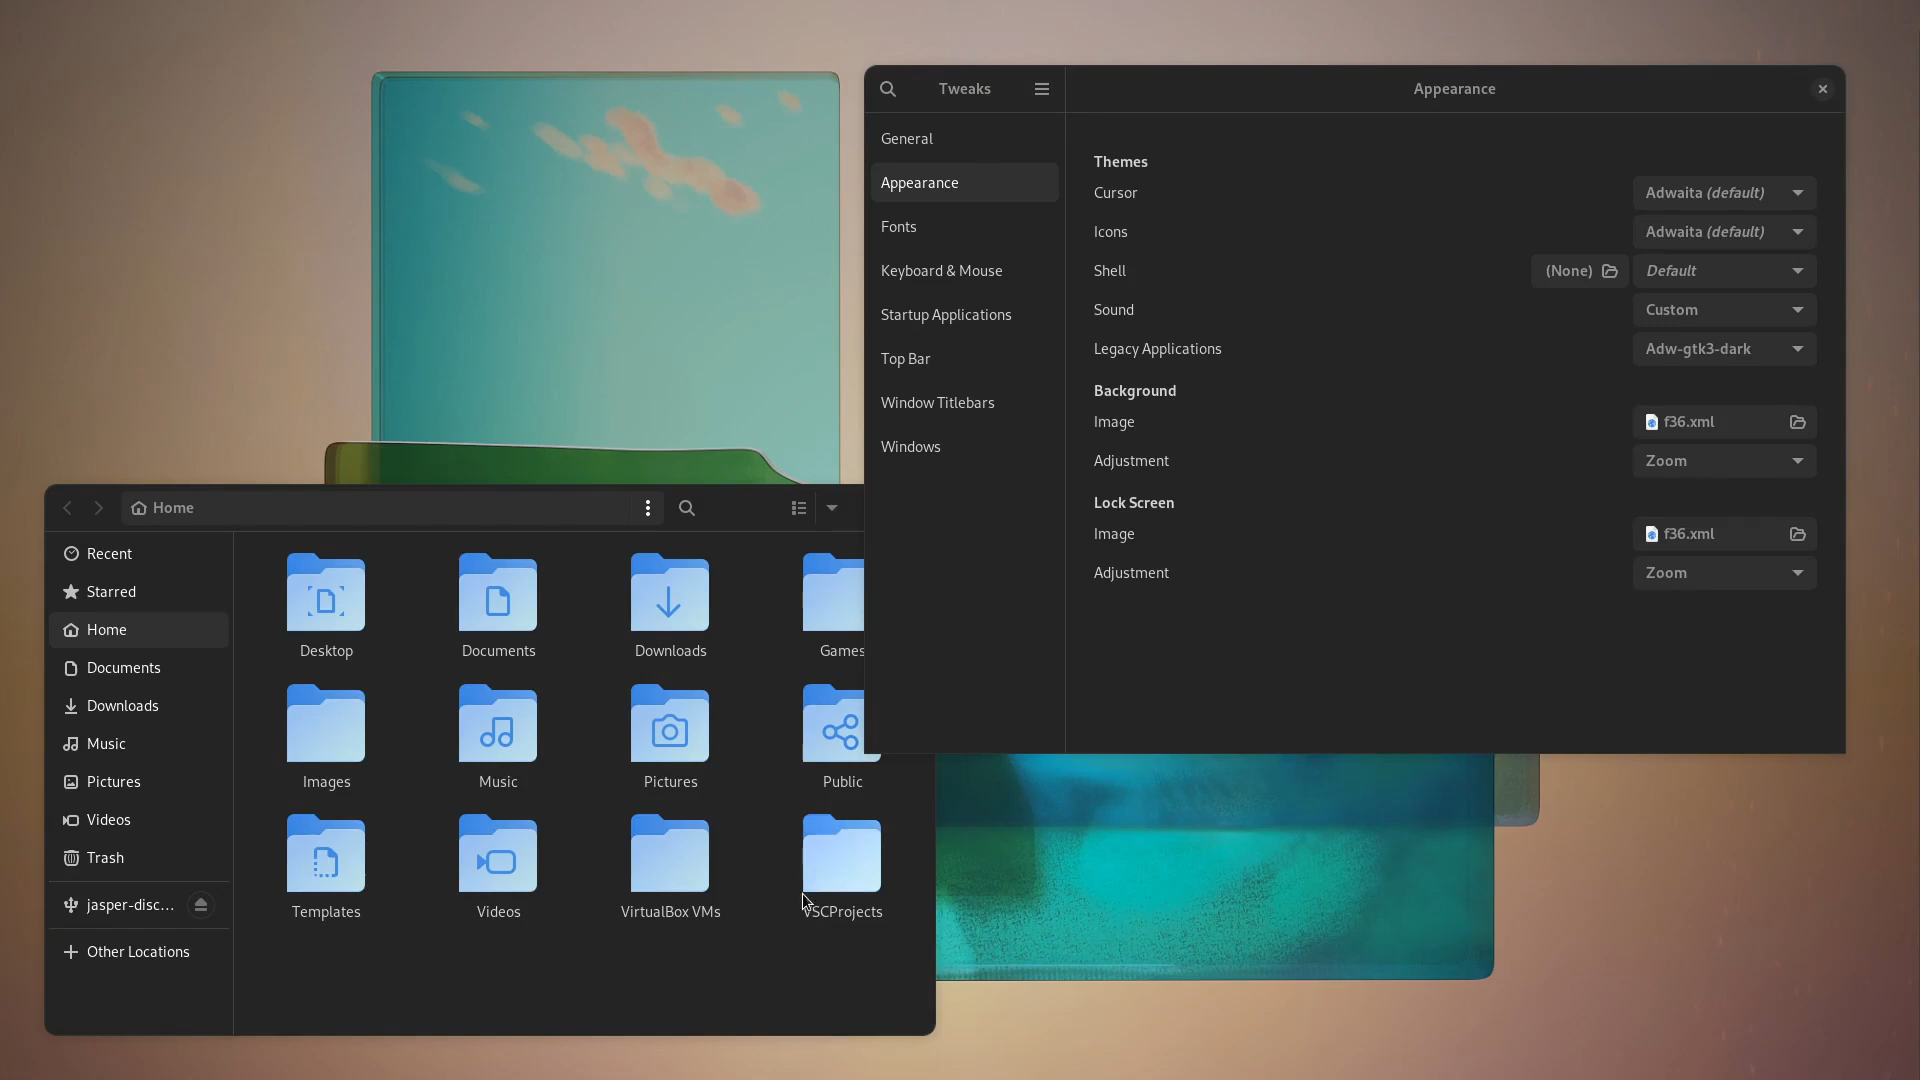 Tweaks
Appearance
General
Appearance
Fonts
Keyboard & Mouse
Startup Applications
Top Bar
Window Titlebars
Windows
Themes
Cursor
Adwaita (default)
Icons
Adwaita (default)
Shell
(None)
Default
Sound
Custom
Legacy Applications
Adw-gtk3-dark
Background
Image
f36.xml
Adjustment
Zoom
Lock Screen
Image
f36.xml
Adjustment
Zoom
Home
Recent
Starred
Home
Documents
Downloads
Music
Pictures
Videos
Trash
jasper-disc...
Other Locations
Desktop
Documents
Downloads
Games
Images
Music
Pictures
Public
Templates
Videos
VirtualBox VMs
VSCProjects